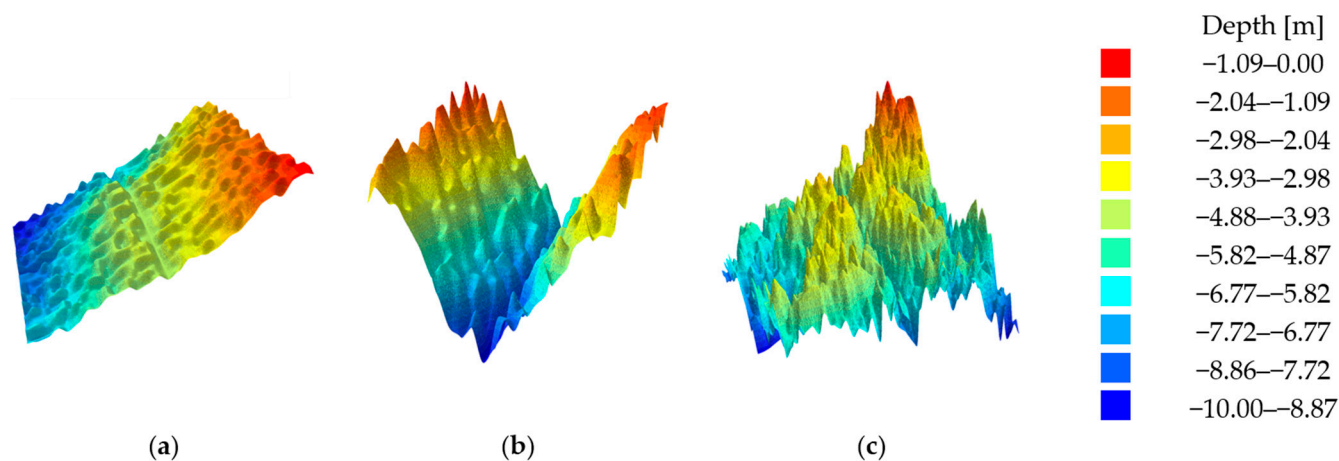 Depth [m]
−1.09–0.00
−2.04–−1.09
−2.98–−2.04
−3.93–−2.98
−4.88–−3.93
−5.82–−4.87
−6.77–−5.82
−7.72–−6.77
−8.86–−7.72
−10.00–−8.87
(a)
(b)
(c)